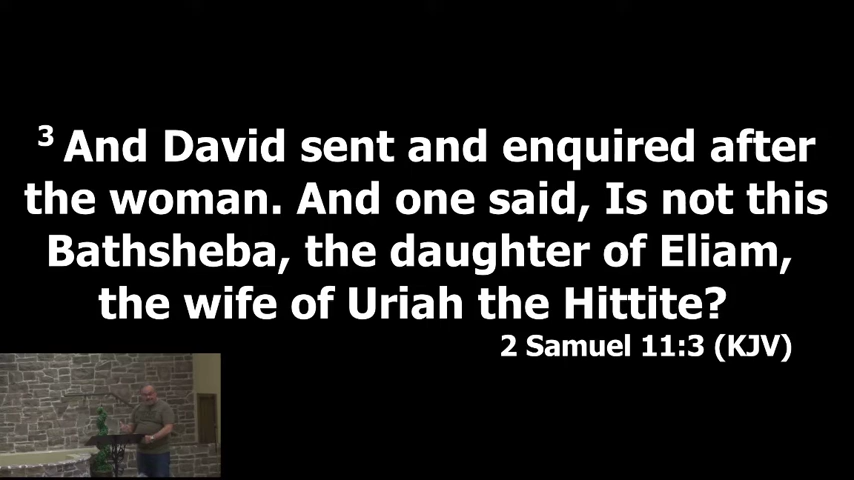 3 And David sent and enquired after
the woman. And one said, Is not this
Bathsheba, the daughter of Eliam,
the wife of Uriah the Hittite?
2 Samuel 11:3 (KJV)